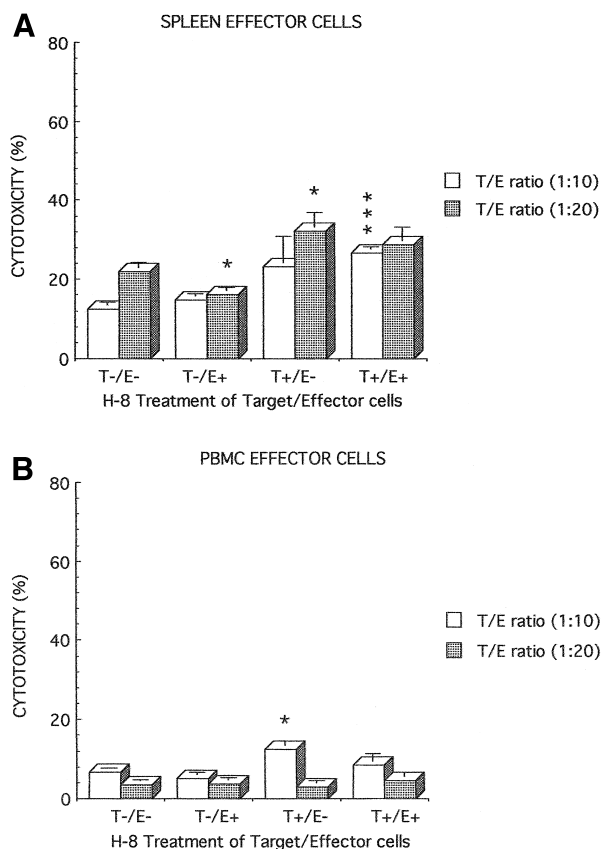 A
SPLEEN EFFECTOR CELLS
80
60
40
20
0
CYTOTOXICITY (%)
*
*
***
T/E ratio (1:10)
T/E ratio (1:20)
T-/E-
T-/E+
T+/E-
T+/E+
H-8 Treatment of Target/Effector cells
B
PBMC EFFECTOR CELLS
80
60
40
20
0
CYTOTOXICITY (%)
*
T/E ratio (1:10)
T/E ratio (1:20)
T-/E-
T-/E+
T+/E-
T+/E+
H-8 Treatment of Target/Effector cells